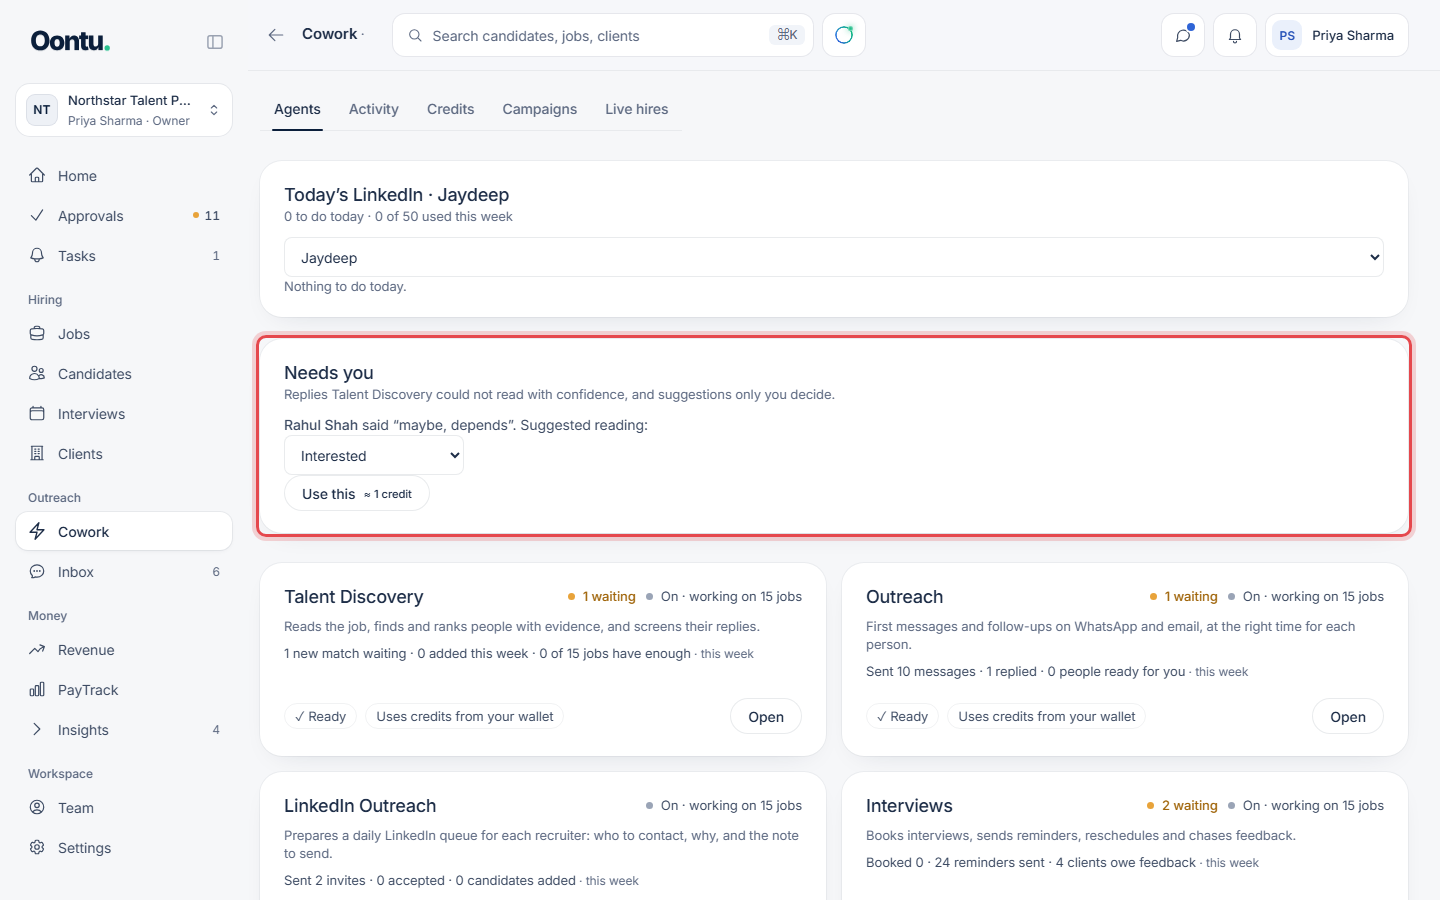 Oontu.
Cowork ·
Search candidates, jobs, clients
⌘K
PS
Priya Sharma
NT
Northstar Talent P...
Priya Sharma · Owner
Home
Approvals
11
Tasks
1
Hiring
Jobs
Candidates
Interviews
Clients
Outreach
Cowork
Inbox
6
Money
Revenue
PayTrack
Insights
4
Workspace
Team
Settings
Agents
Activity
Credits
Campaigns
Live hires
Today’s LinkedIn · Jaydeep
0 to do today · 0 of 50 used this week
Jaydeep
Nothing to do today.
Needs you
Replies Talent Discovery could not read with confidence, and suggestions only you decide.
Rahul Shah said “maybe, depends”. Suggested reading:
Interested
Use this ≈ 1 credit
Talent Discovery
1 waiting
On · working on 15 jobs
Reads the job, finds and ranks people with evidence, and screens their replies.
1 new match waiting · 0 added this week · 0 of 15 jobs have enough · this week
✓ Ready
Uses credits from your wallet
Open
Outreach
1 waiting
On · working on 15 jobs
First messages and follow-ups on WhatsApp and email, at the right time for each
person.
Sent 10 messages · 1 replied · 0 people ready for you · this week
✓ Ready
Uses credits from your wallet
Open
LinkedIn Outreach
On · working on 15 jobs
Prepares a daily LinkedIn queue for each recruiter: who to contact, why, and the note
to send.
Sent 2 invites · 0 accepted · 0 candidates added · this week
Interviews
2 waiting
On · working on 15 jobs
Books interviews, sends reminders, reschedules and chases feedback.
Booked 0 · 24 reminders sent · 4 clients owe feedback · this week